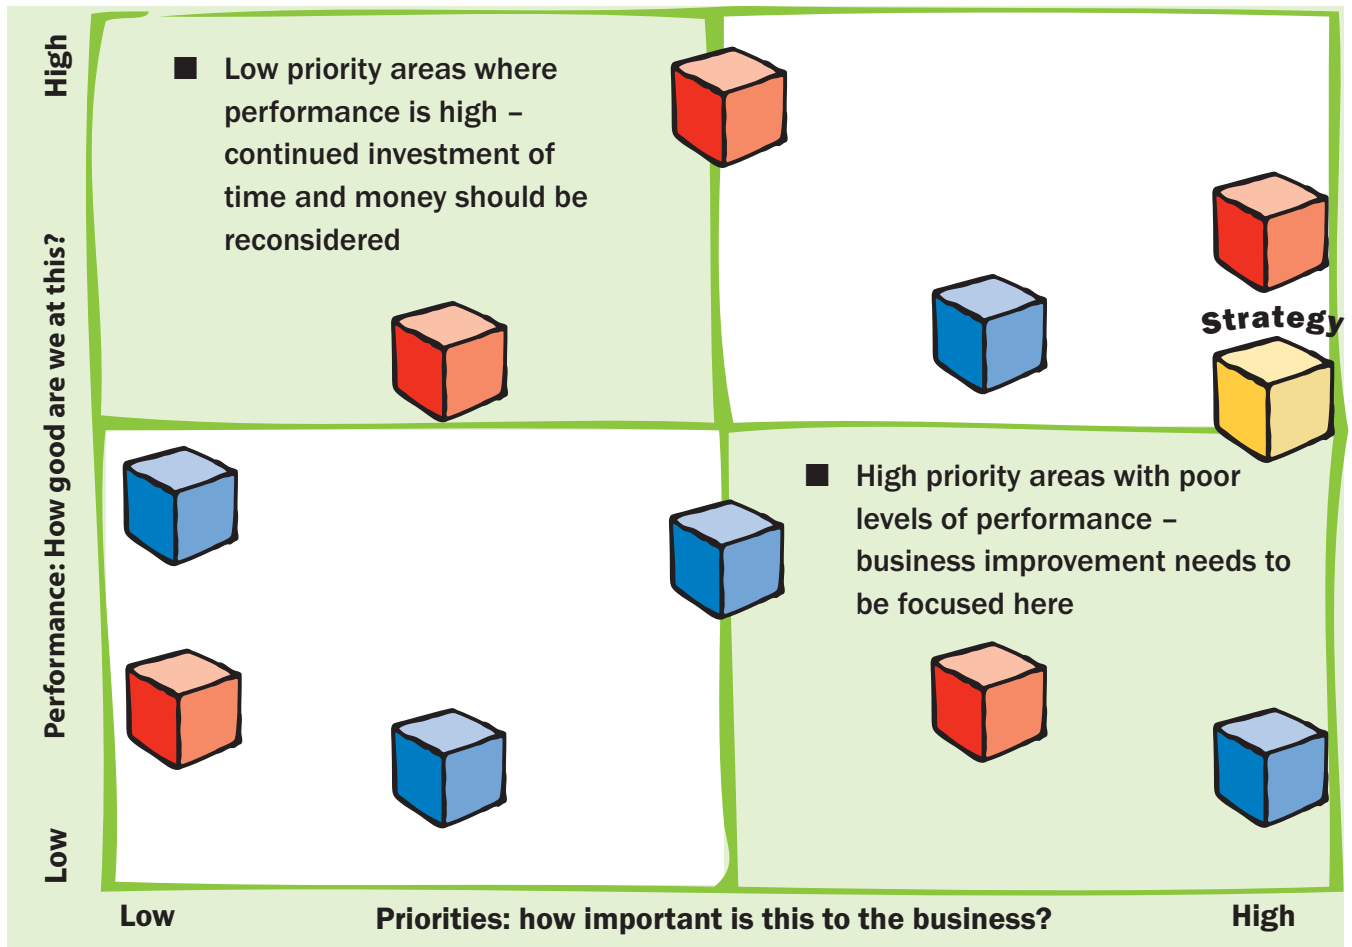 High
Performance: How good are we at this?
Low
■ Low priority areas where
performance is high –
continued investment of
time and money should be
reconsidered
Strategy
■ High priority areas with poor
levels of performance –
business improvement needs to
be focused here
Low
Priorities: how important is this to the business?
High